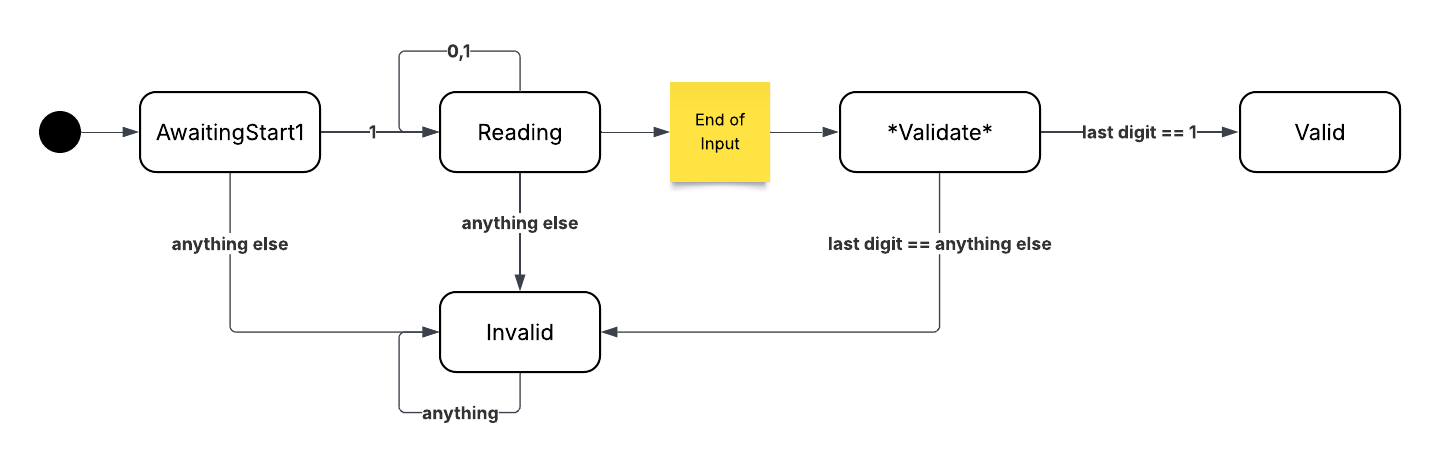 0,1
AwaitingStart1
1
Reading
End of
Input
*Validate*
last digit == 1
Valid
anything else
anything else
last digit == anything else
Invalid
anything